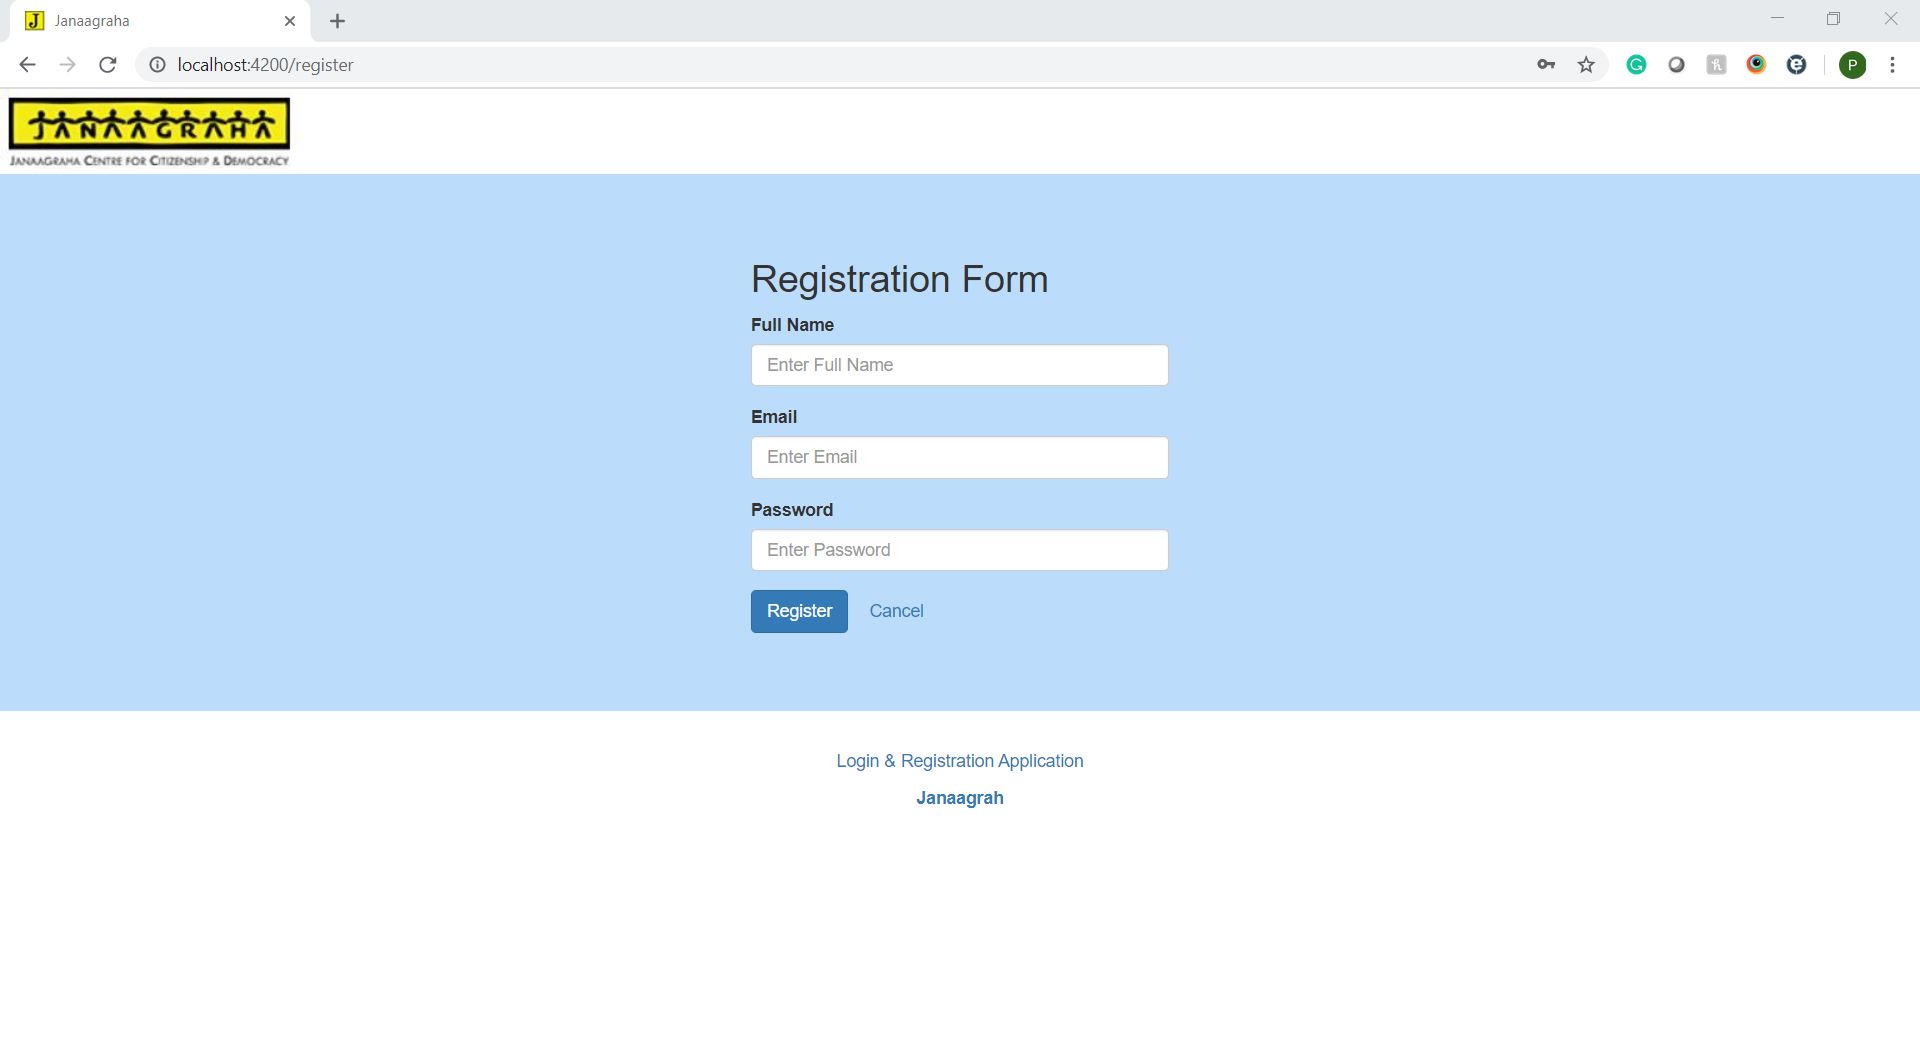 J Janaagraha
localhost:4200/register
P
JANAAGRAHA
JANAAGRAHA CENTRE FOR CITIZENSHIP & DEMOCRACY
Registration Form
Full Name
Enter Full Name
Email
Enter Email
Password
Enter Password
Register Cancel
Login & Registration Application
Janaagrah